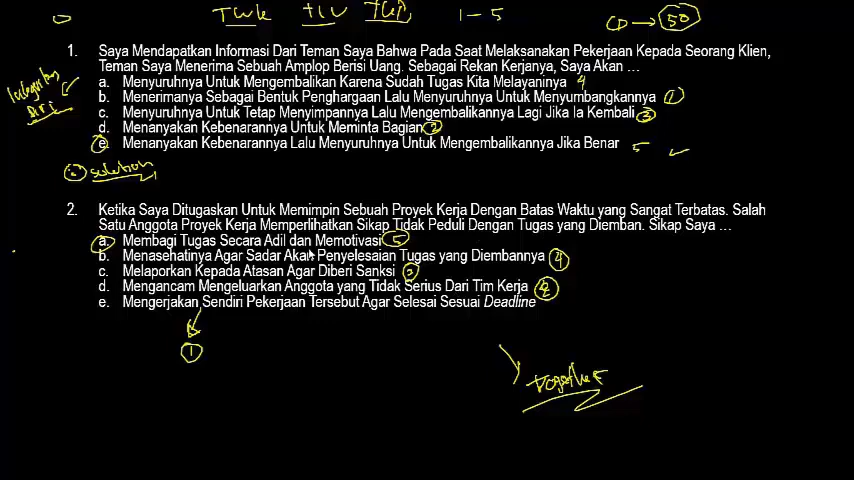 TWK TIU TKP 1-5
CD → 50
1. Saya Mendapatkan Informasi Dari Teman Saya Bahwa Pada Saat Melaksanakan Pekerjaan Kepada Seorang Klien,
Teman Saya Menerima Sebuah Amplop Berisi Uang. Sebagai Rekan Kerjanya, Saya Akan ...
a. Menyuruhnya Untuk Mengembalikan Karena Sudah Tugas Kita Melayaninya 4
b. Menerimanya Sebagai Bentuk Penghargaan Lalu Menyuruhnya Untuk Menyumbangkannya 1
c. Menyuruhnya Untuk Tetap Menyimpannya Lalu Mengembalikannya Lagi Jika Ia Kembali 3
d. Menanyakan Kebenarannya Untuk Meminta Bagian 2
e. Menanyakan Kebenarannya Lalu Menyuruhnya Untuk Mengembalikannya Jika Benar 5
solution
2. Ketika Saya Ditugaskan Untuk Memimpin Sebuah Proyek Kerja Dengan Batas Waktu yang Sangat Terbatas. Salah
Satu Anggota Proyek Kerja Memperlihatkan Sikap Tidak Peduli Dengan Tugas yang Diemban. Sikap Saya ...
a. Membagi Tugas Secara Adil dan Memotivasi 5
b. Menasehatinya Agar Sadar Akan Penyelesaian Tugas yang Diembannya 4
c. Melaporkan Kepada Atasan Agar Diberi Sanksi
d. Mengancam Mengeluarkan Anggota yang Tidak Serius Dari Tim Kerja
e. Mengerjakan Sendiri Pekerjaan Tersebut Agar Selesai Sesuai Deadline
1